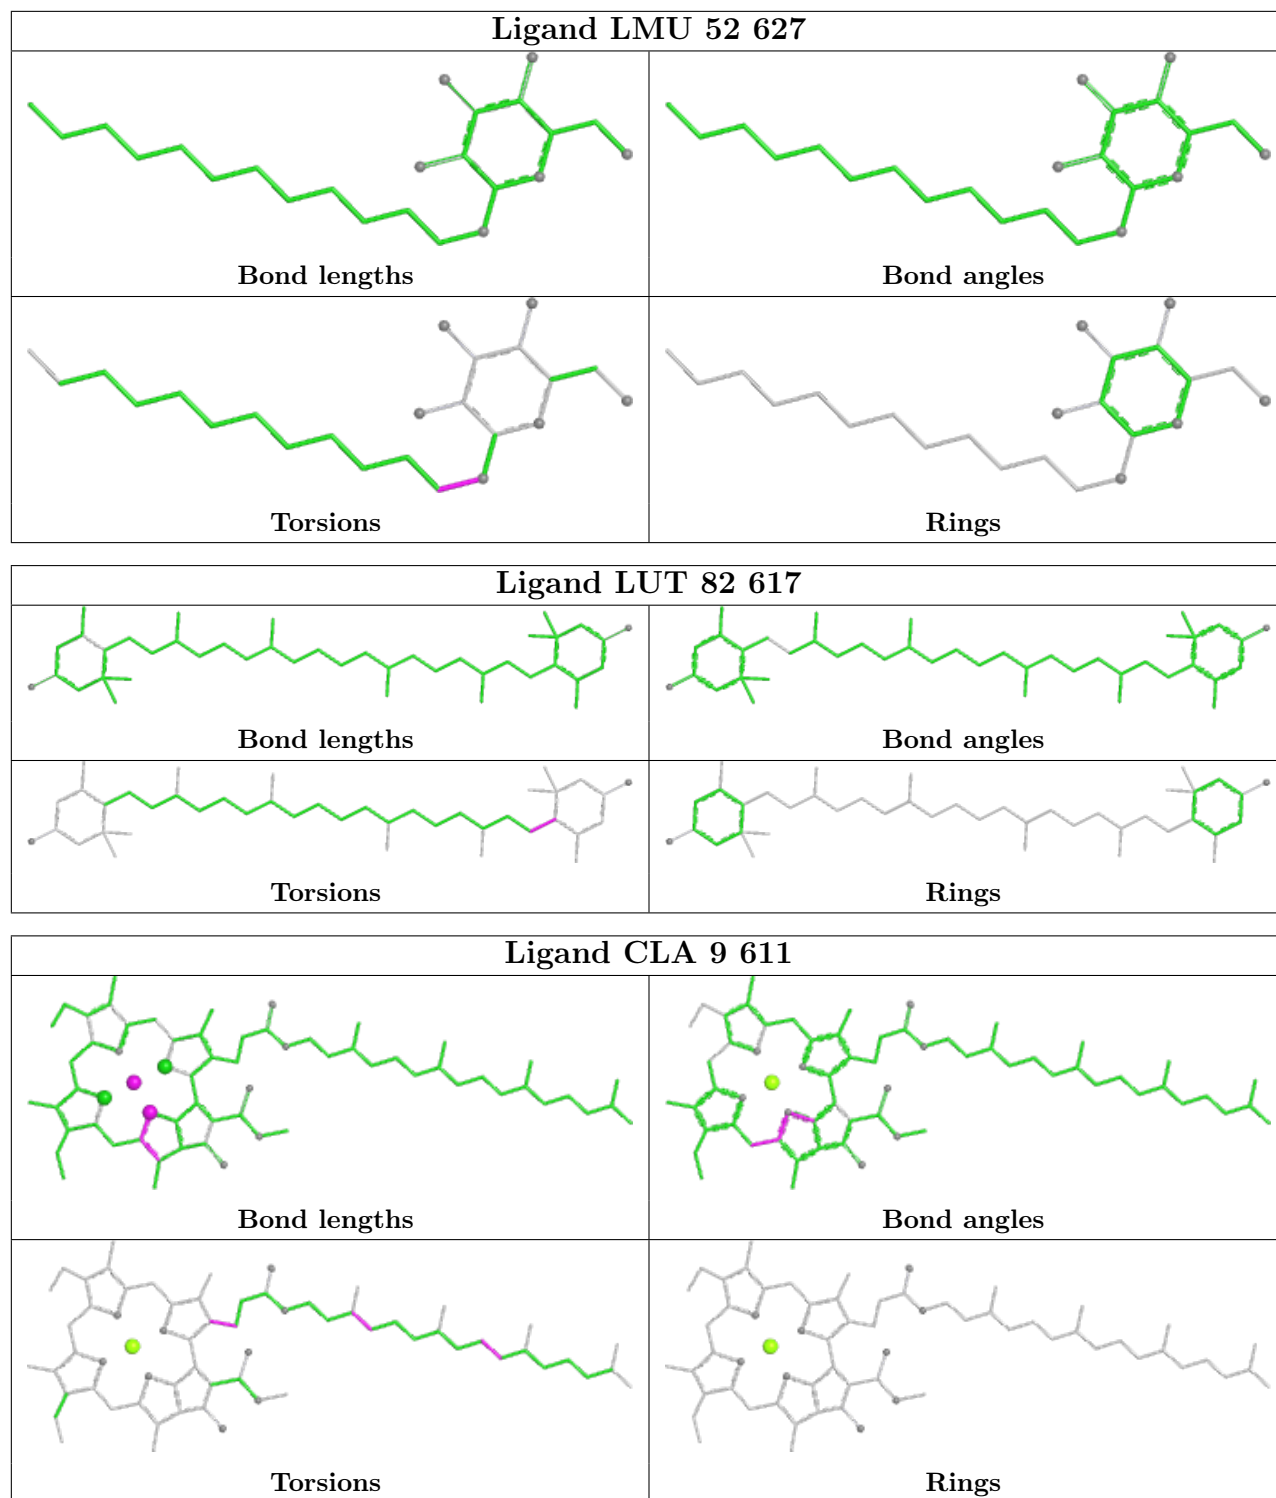 Ligand LMU 52 627
Bond lengths
Bond angles
Torsions
Rings
Ligand LUT 82 617
Bond lengths
Bond angles
Torsions
Rings
Ligand CLA 9 611
Bond lengths
Bond angles
Torsions
Rings